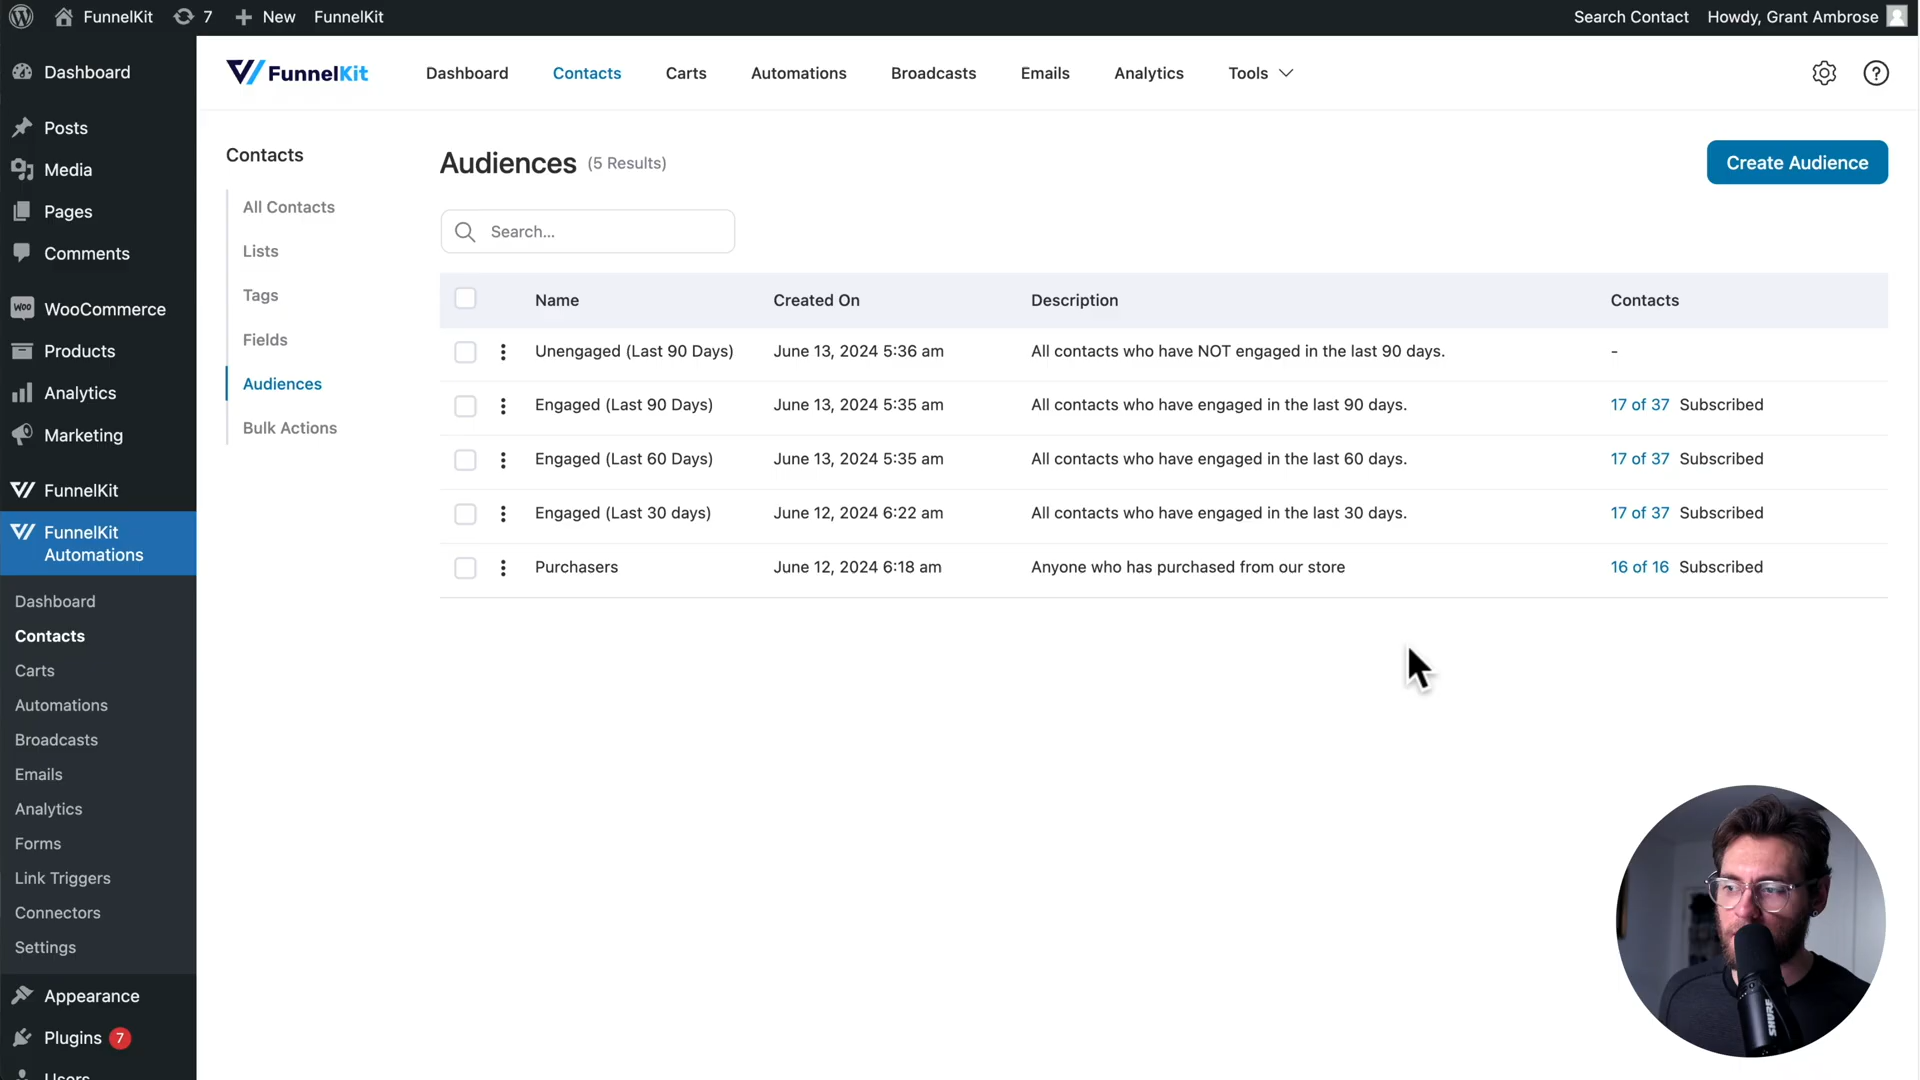 FunnelKit
7
New
FunnelKit
Search Contact
Howdy, Grant Ambrose
Dashboard
Posts
Media
Pages
Comments
WooCommerce
Products
Analytics
Marketing
FunnelKit
FunnelKit
Automations
Dashboard
Contacts
Carts
Automations
Broadcasts
Emails
Analytics
Forms
Link Triggers
Connectors
Settings
Appearance
Plugins 7
Users
FunnelKit
Dashboard
Contacts
Carts
Automations
Broadcasts
Emails
Analytics
Tools
Contacts
All Contacts
Lists
Tags
Fields
Audiences
Bulk Actions
Audiences (5 Results)
Create Audience
Search...
Name Created On Description Contacts
Unengaged (Last 90 Days) June 13, 2024 5:36 am All contacts who have NOT engaged in the last 90 days. -
Engaged (Last 90 Days) June 13, 2024 5:35 am All contacts who have engaged in the last 90 days. 17 of 37 Subscribed
Engaged (Last 60 Days) June 13, 2024 5:35 am All contacts who have engaged in the last 60 days. 17 of 37 Subscribed
Engaged (Last 30 days) June 12, 2024 6:22 am All contacts who have engaged in the last 30 days. 17 of 37 Subscribed
Purchasers June 12, 2024 6:18 am Anyone who has purchased from our store 16 of 16 Subscribed
SHURE